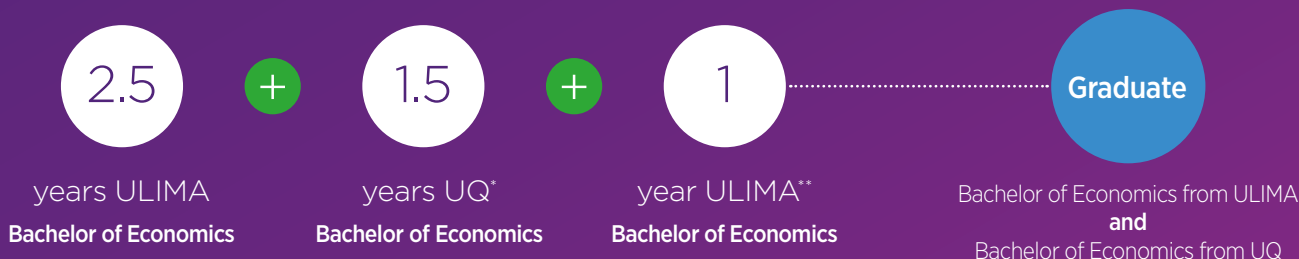 2.5
+
1.5
+
1
Graduate
years ULIMA
Bachelor of Economics
years UQ*
Bachelor of Economics
year ULIMA**
Bachelor of Economics
Bachelor of Economics from ULIMA
and
Bachelor of Economics from UQ